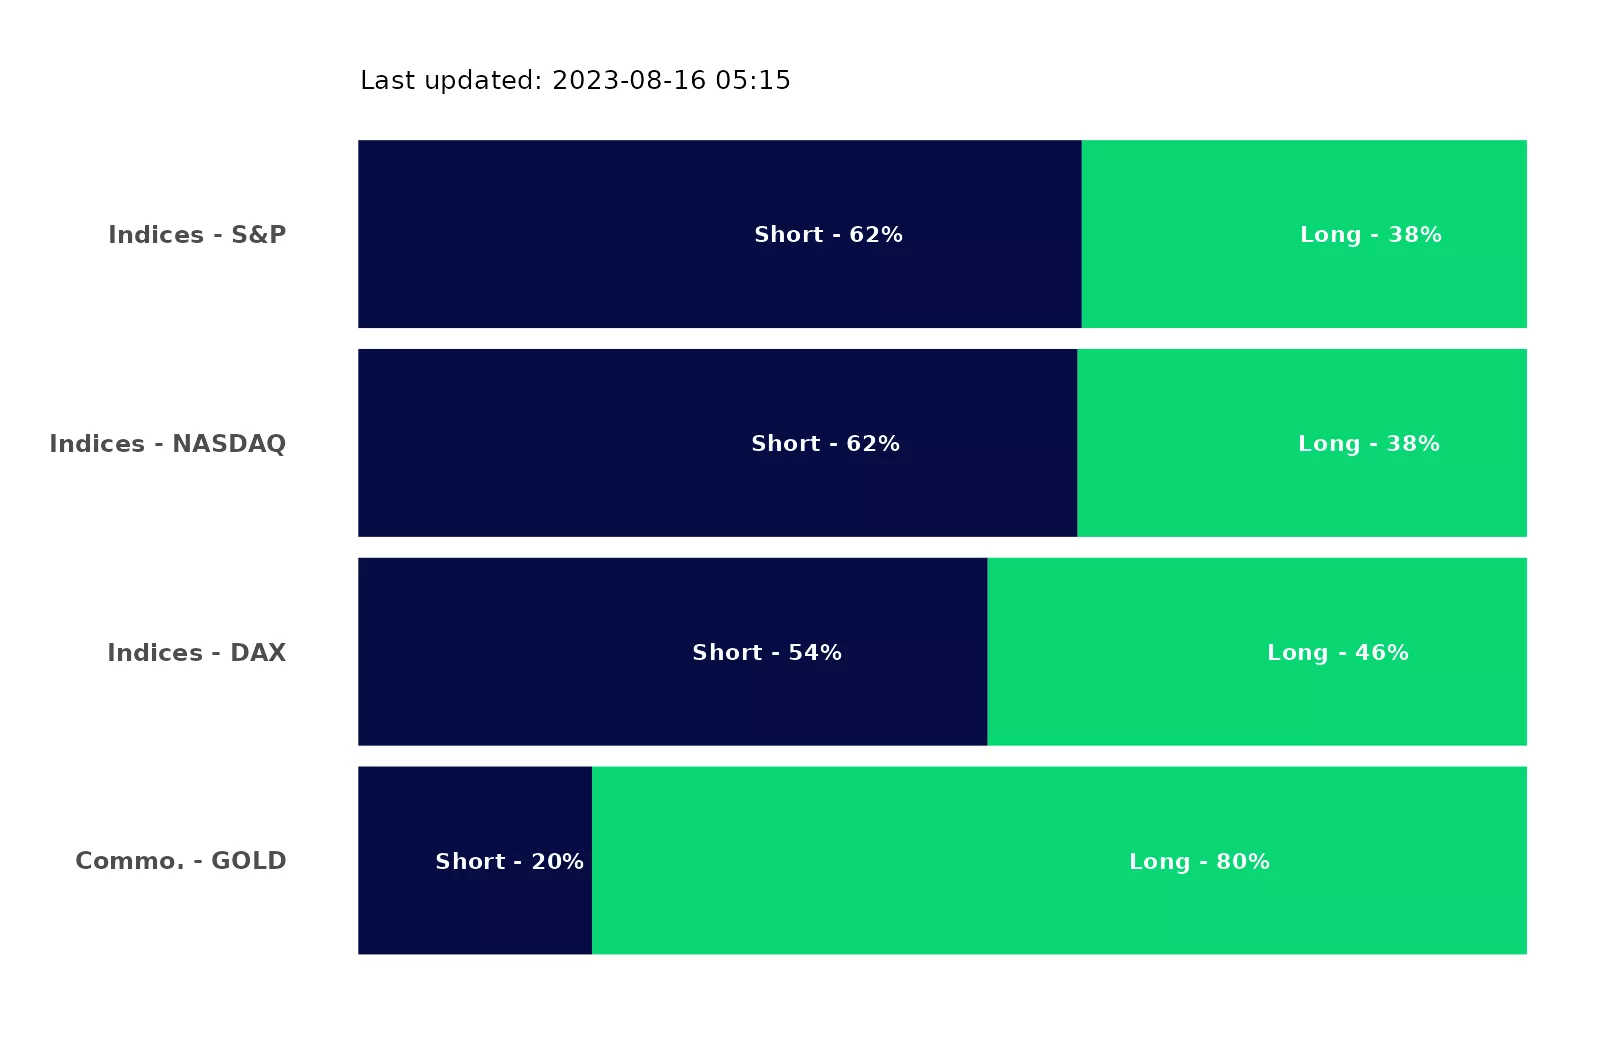 Last updated: 2023-08-16 05:15
Indices - S&P
Short - 62%
Long - 38%
Indices - NASDAQ
Short - 62%
Long - 38%
Indices - DAX
Short - 54%
Long - 46%
Commo. - GOLD
Short - 20%
Long - 80%